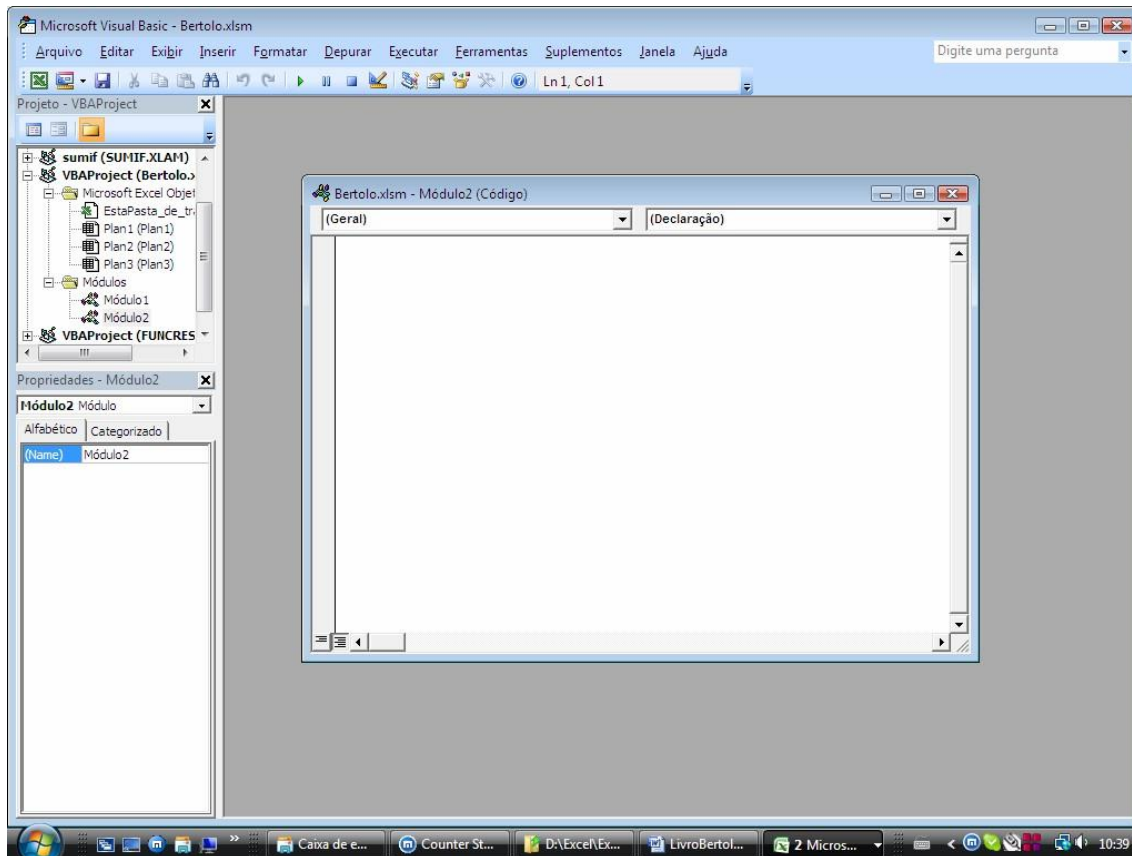 Microsoft Visual Basic - Bertolo.xlsm
Arquivo Editar Exibir Inserir Formatar Depurar Executar Ferramentas Suplementos Janela Ajuda
Digite uma pergunta
Ln 1, Col 1
Projeto - VBAProject
sumif (SUMIF.XLAM)
VBAProject (Bertolo.x
Microsoft Excel Objet
EstaPasta_de_tr
Plan1 (Plan1)
Plan2 (Plan2)
Plan3 (Plan3)
Módulos
Módulo1
Módulo2
VBAProject (FUNCRES
Propriedades - Módulo2
Módulo2 Módulo
Alfabético Categorizado
(Name) Módulo2
Bertolo.xlsm - Módulo2 (Código)
(Geral) (Declaração)
Caixa de e... Counter St... D:\Excel\Ex... LivroBertol... 2 Micros... 10:39